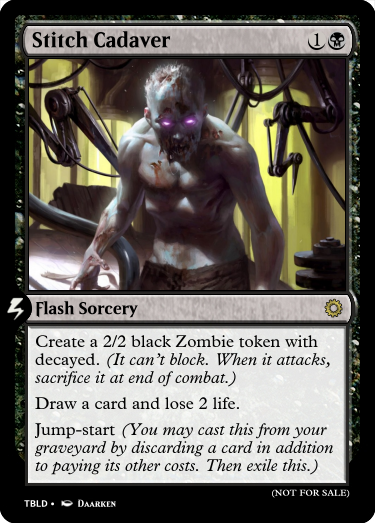 Stitch Cadaver 1
Flash Sorcery
Create a 2/2 black Zombie token with
decayed. (It can't block. When it attacks,
sacrifice it at end of combat.)
Draw a card and lose 2 life.
Jump-start (You may cast this from your
graveyard by discarding a card in addition
to paying its other costs. Then exile this.)
(NOT FOR SALE)
TBLD • DAARKEN